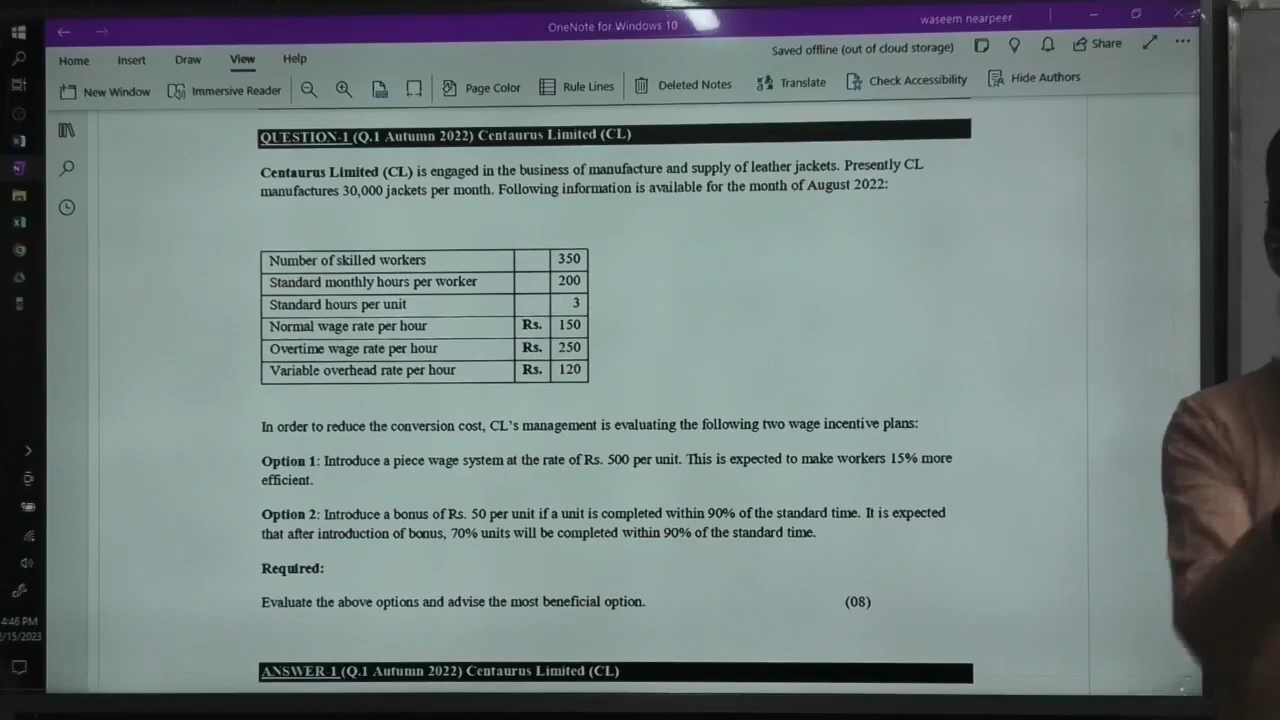 OneNote for Windows 10
waseem nearpeer
Home Insert Draw View Help
Saved offline (out of cloud storage) Share
New Window Immersive Reader Page Color Rule Lines Deleted Notes Translate Check Accessibility Hide Authors
QUESTION-1 (Q.1 Autumn 2022) Centaurus Limited (CL)
Centaurus Limited (CL) is engaged in the business of manufacture and supply of leather jackets. Presently CL
manufactures 30,000 jackets per month. Following information is available for the month of August 2022:
Number of skilled workers 350
Standard monthly hours per worker 200
Standard hours per unit 3
Normal wage rate per hour Rs. 150
Overtime wage rate per hour Rs. 250
Variable overhead rate per hour Rs. 120
In order to reduce the conversion cost, CL's management is evaluating the following two wage incentive plans:
Option 1: Introduce a piece wage system at the rate of Rs. 500 per unit. This is expected to make workers 15% more
efficient.
Option 2: Introduce a bonus of Rs. 50 per unit if a unit is completed within 90% of the standard time. It is expected
that after introduction of bonus, 70% units will be completed within 90% of the standard time.
Required:
Evaluate the above options and advise the most beneficial option. (08)
4:46 PM
/15/2023
ANSWER 1 (Q.1 Autumn 2022) Centaurus Limited (CL)